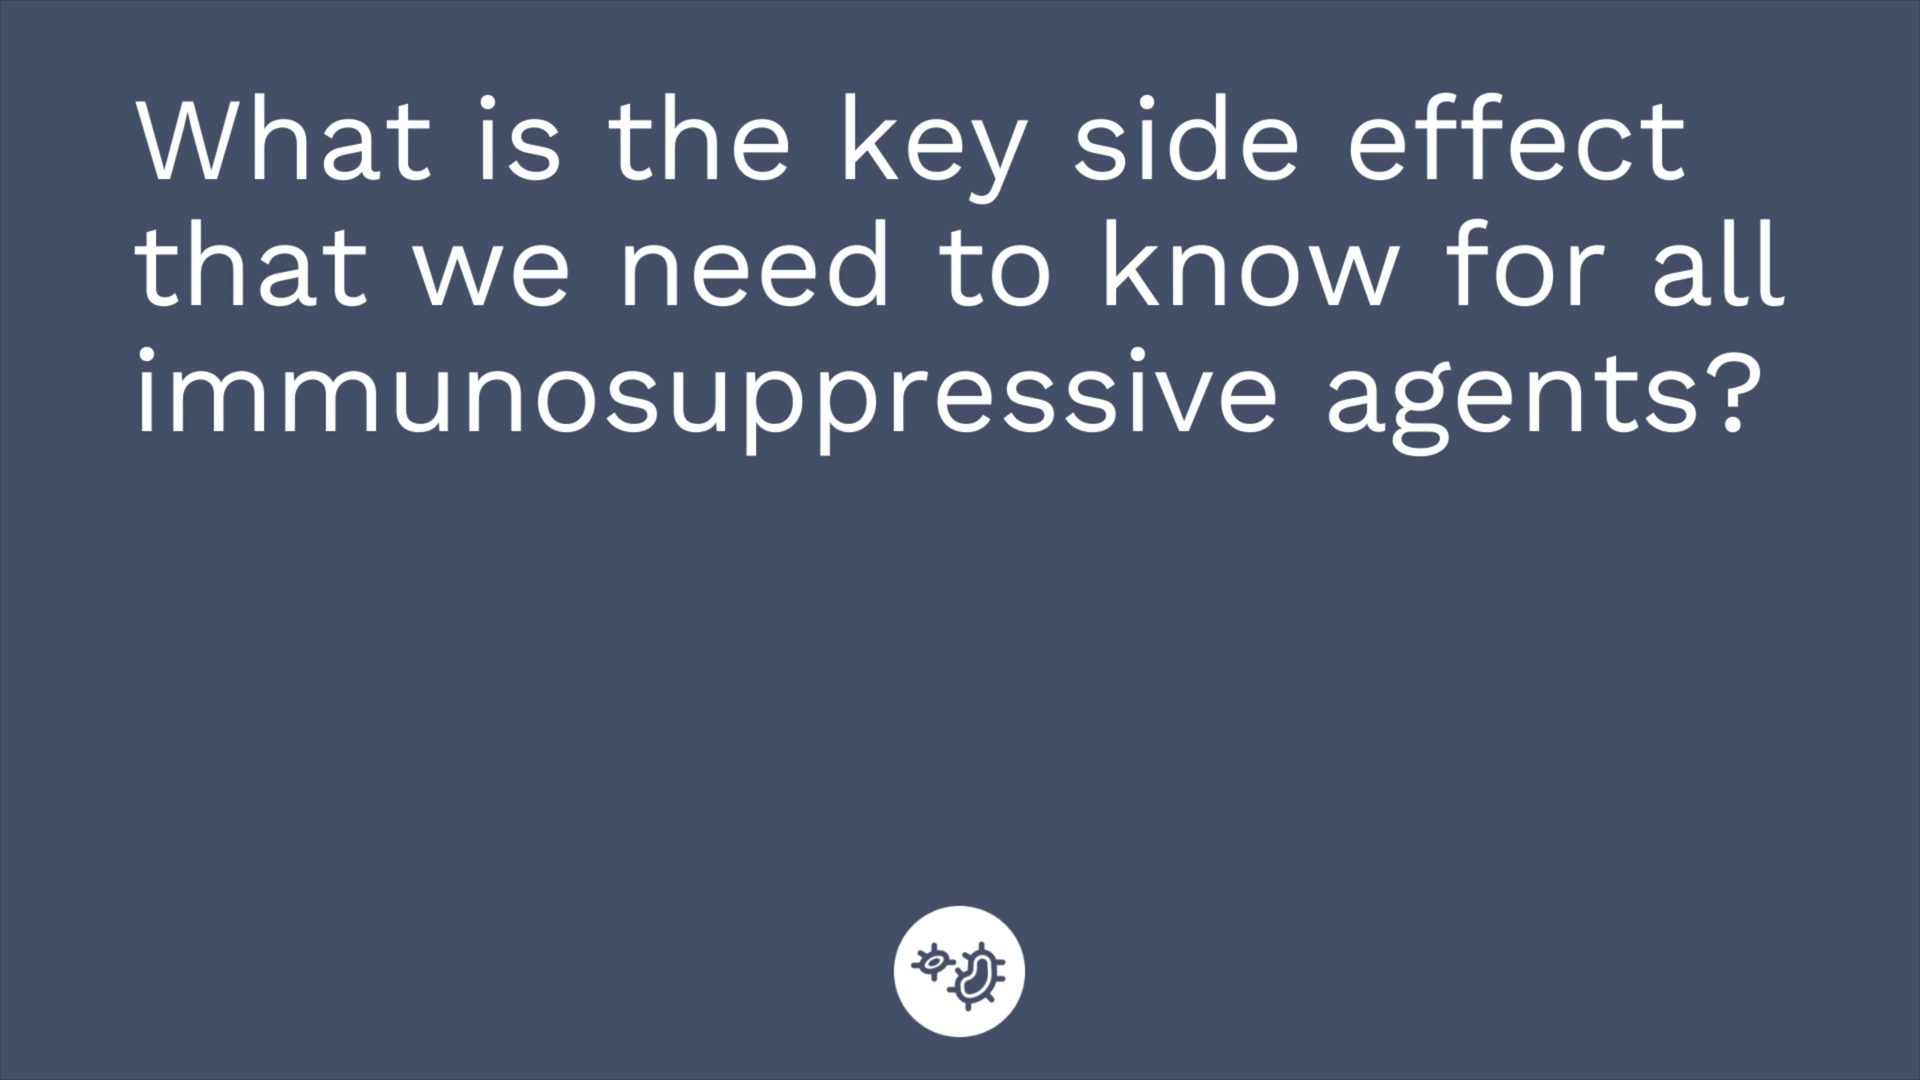 What is the key side effect
that we need to know for all
immunosuppressive agents?